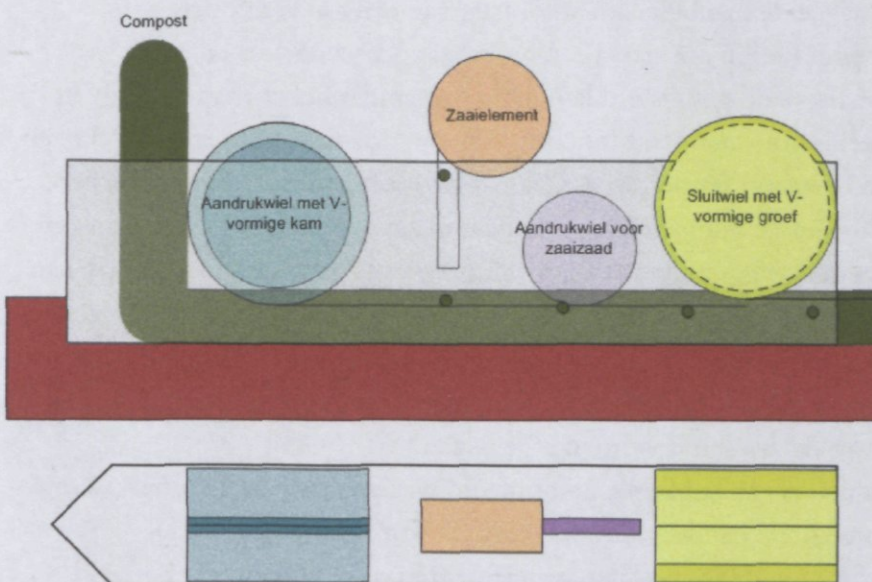 Compost
Zaaielement
Aandrukwiel met V-
vormige kam
Aandrukwiel voor
zaaizaad
Sluitwiel met V-
vormige groef